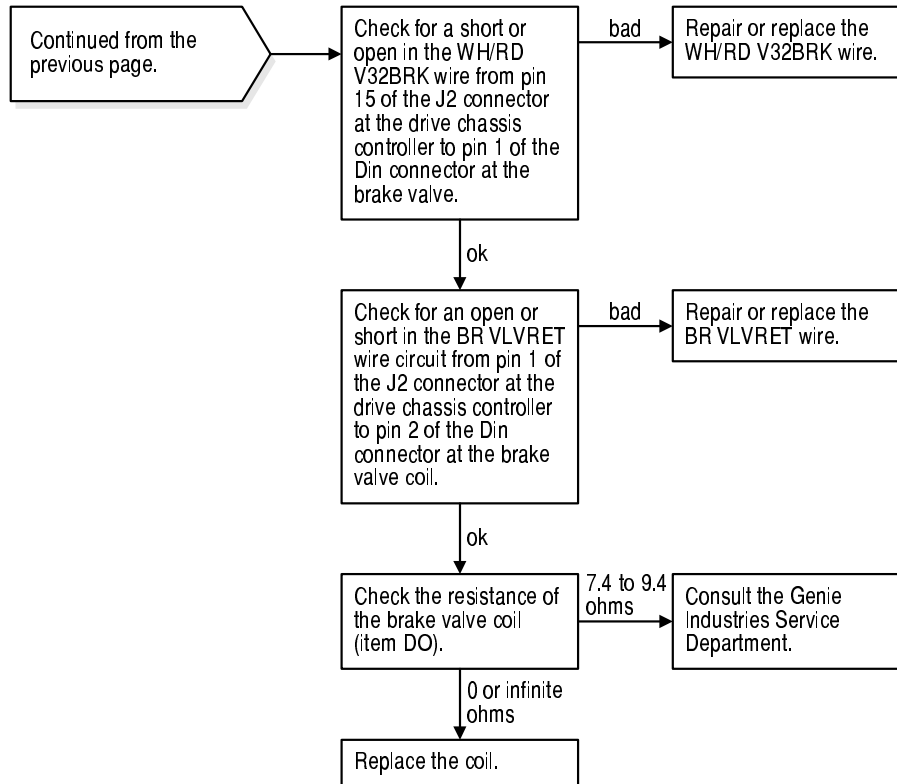 Continued from the
previous page.
Check for a short or
open in the WH/RD
V32BRK wire from pin
15 of the J2 connector
at the drive chassis
controller to pin 1 of the
Din connector at the
brake valve.
bad
Repair or replace the
WH/RD V32BRK wire.
ok
Check for an open or
short in the BR VLVRET
wire circuit from pin 1 of
the J2 connector at the
drive chassis controller
to pin 2 of the Din
connector at the brake
valve coil.
bad
Repair or replace the
BR VLVRET wire.
ok
Check the resistance of
the brake valve coil
(item DO).
7.4 to 9.4
ohms
Consult the Genie
Industries Service
Department.
0 or infinite
ohms
Replace the coil.